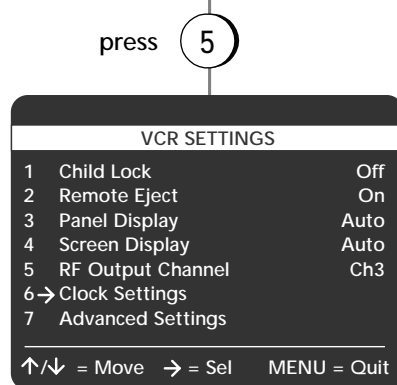 press 5
VCR SETTINGS
1 Child Lock Off
2 Remote Eject On
3 Panel Display Auto
4 Screen Display Auto
5 RF Output Channel Ch3
6→ Clock Settings
7 Advanced Settings
↑/↓ = Move → = Sel MENU = Quit